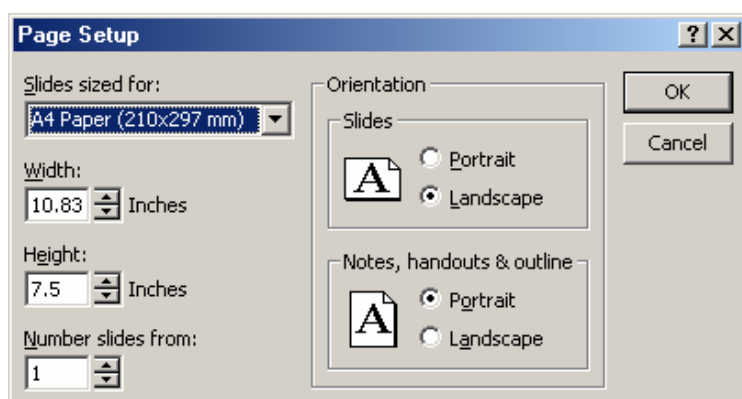 Page Setup
Slides sized for:
A4 Paper (210x297 mm)
Width:
10.83 Inches
Height:
7.5 Inches
Number slides from:
1
Orientation
Slides
A
Portrait
Landscape
Notes, handouts & outline
A
Portrait
Landscape
OK
Cancel